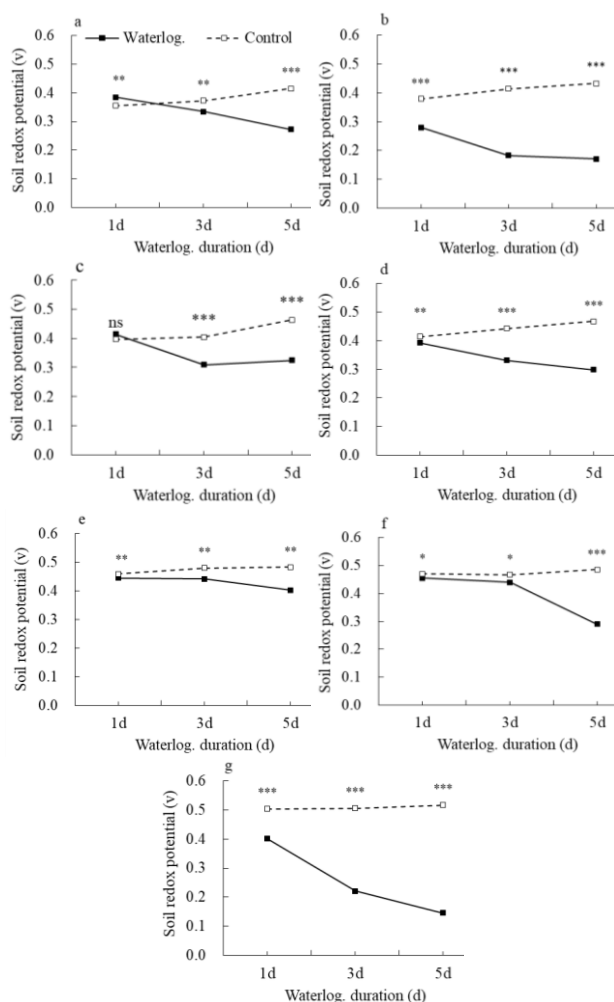 a
b
Waterlog.
Control
0.6
0.5
0.4
0.3
0.2
0.1
0.0
** ** ***
1d 3d 5d
Waterlog. duration (d)
Soil redox potential (v)
0.6
0.5
0.4
0.3
0.2
0.1
0.0
*** *** ***
1d 3d 5d
Waterlog. duration (d)
Soil redox potential (v)
c
0.6
0.5
0.4
0.3
0.2
0.1
0.0
ns *** ***
1d 3d 5d
Waterlog. duration (d)
Soil redox potential (v)
d
0.6
0.5
0.4
0.3
0.2
0.1
0.0
** *** ***
1d 3d 5d
Waterlog. duration (d)
Soil redox potential (v)
e
0.6
0.5
0.4
0.3
0.2
0.1
0.0
** ** **
1d 3d 5d
Waterlog. duration (d)
Soil redox potential (v)
f
0.6
0.5
0.4
0.3
0.2
0.1
0.0
* * ***
1d 3d 5d
Waterlog. duration (d)
Soil redox potential (v)
g
0.6
0.5
0.4
0.3
0.2
0.1
0.0
*** *** ***
1d 3d 5d
Waterlog. duration (d)
Soil redox potential (v)